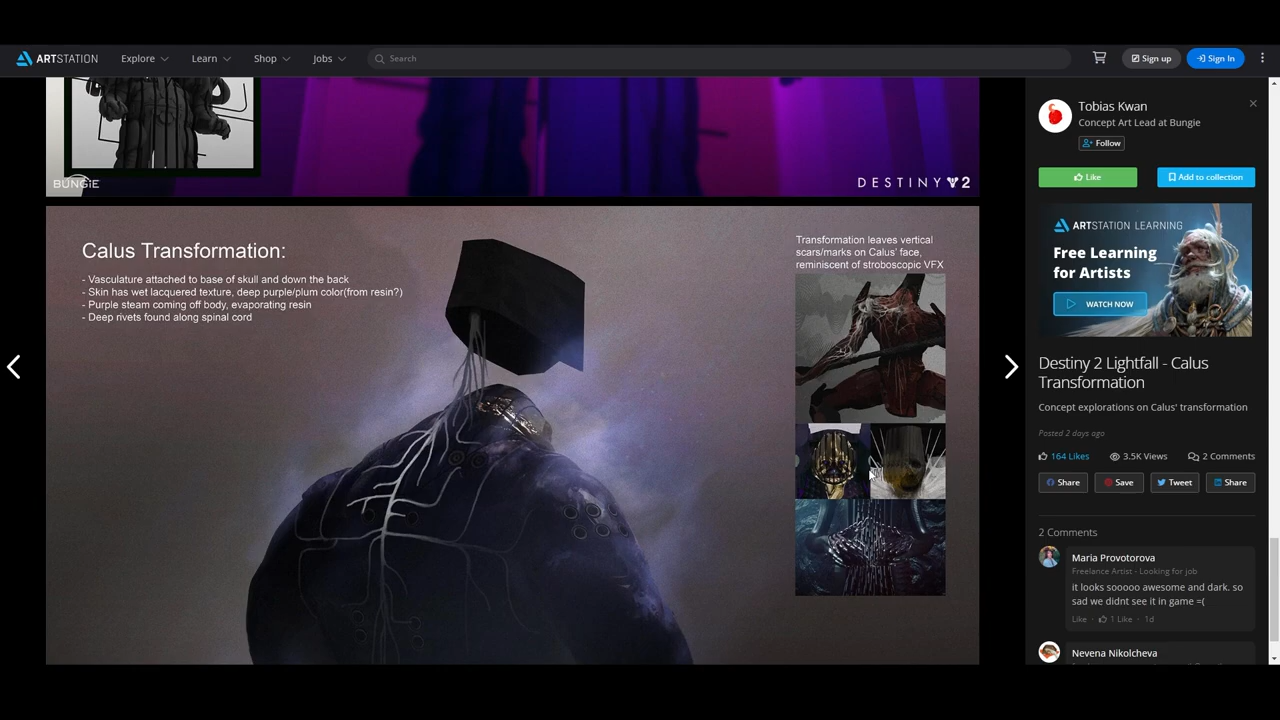 ARTSTATION
Explore
Learn
Shop
Jobs
Search
Sign up
Sign In
BUNGiE
DESTINY 2
Calus Transformation:
- Vasculature attached to base of skull and down the back
- Skin has wet lacquered texture, deep purple/plum color(from resin?)
- Purple steam coming off body, evaporating resin
- Deep rivets found along spinal cord
Transformation leaves vertical
scars/marks on Calus' face,
reminiscent of stroboscopic VFX
Tobias Kwan
Concept Art Lead at Bungie
Follow
Like
Add to collection
ARTSTATION LEARNING
Free Learning
for Artists
WATCH NOW
Destiny 2 Lightfall - Calus
Transformation
Concept explorations on Calus' transformation
Posted 2 days ago
164 Likes
3.5K Views
2 Comments
Share
Save
Tweet
Share
2 Comments
Maria Provotorova
Freelance Artist - Looking for job
it looks sooooo awesome and dark. so
sad we didnt see it in game =(
Like · 1 Like · 1d
Nevena Nikolcheva